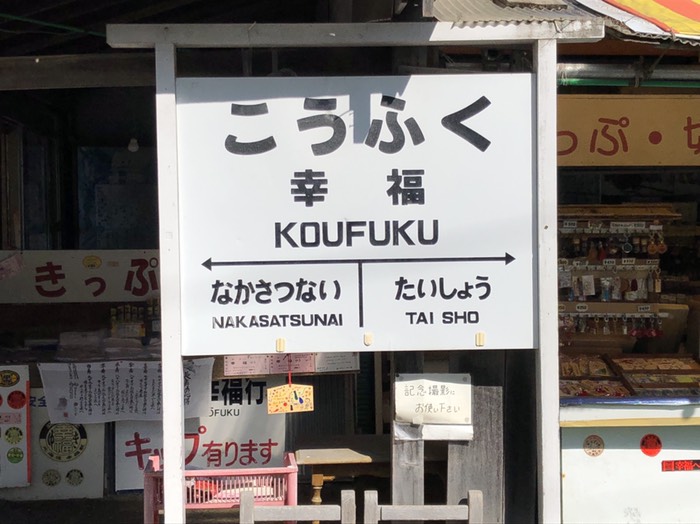 こうふく
幸福
KOUFUKU
なかさつない
NAKASATSUNAI
たいしょう
TAI SHO
きっぷ
っぷ・
幸福行
KOFUKU
キップ有ります
記念撮影に
お使い下さい